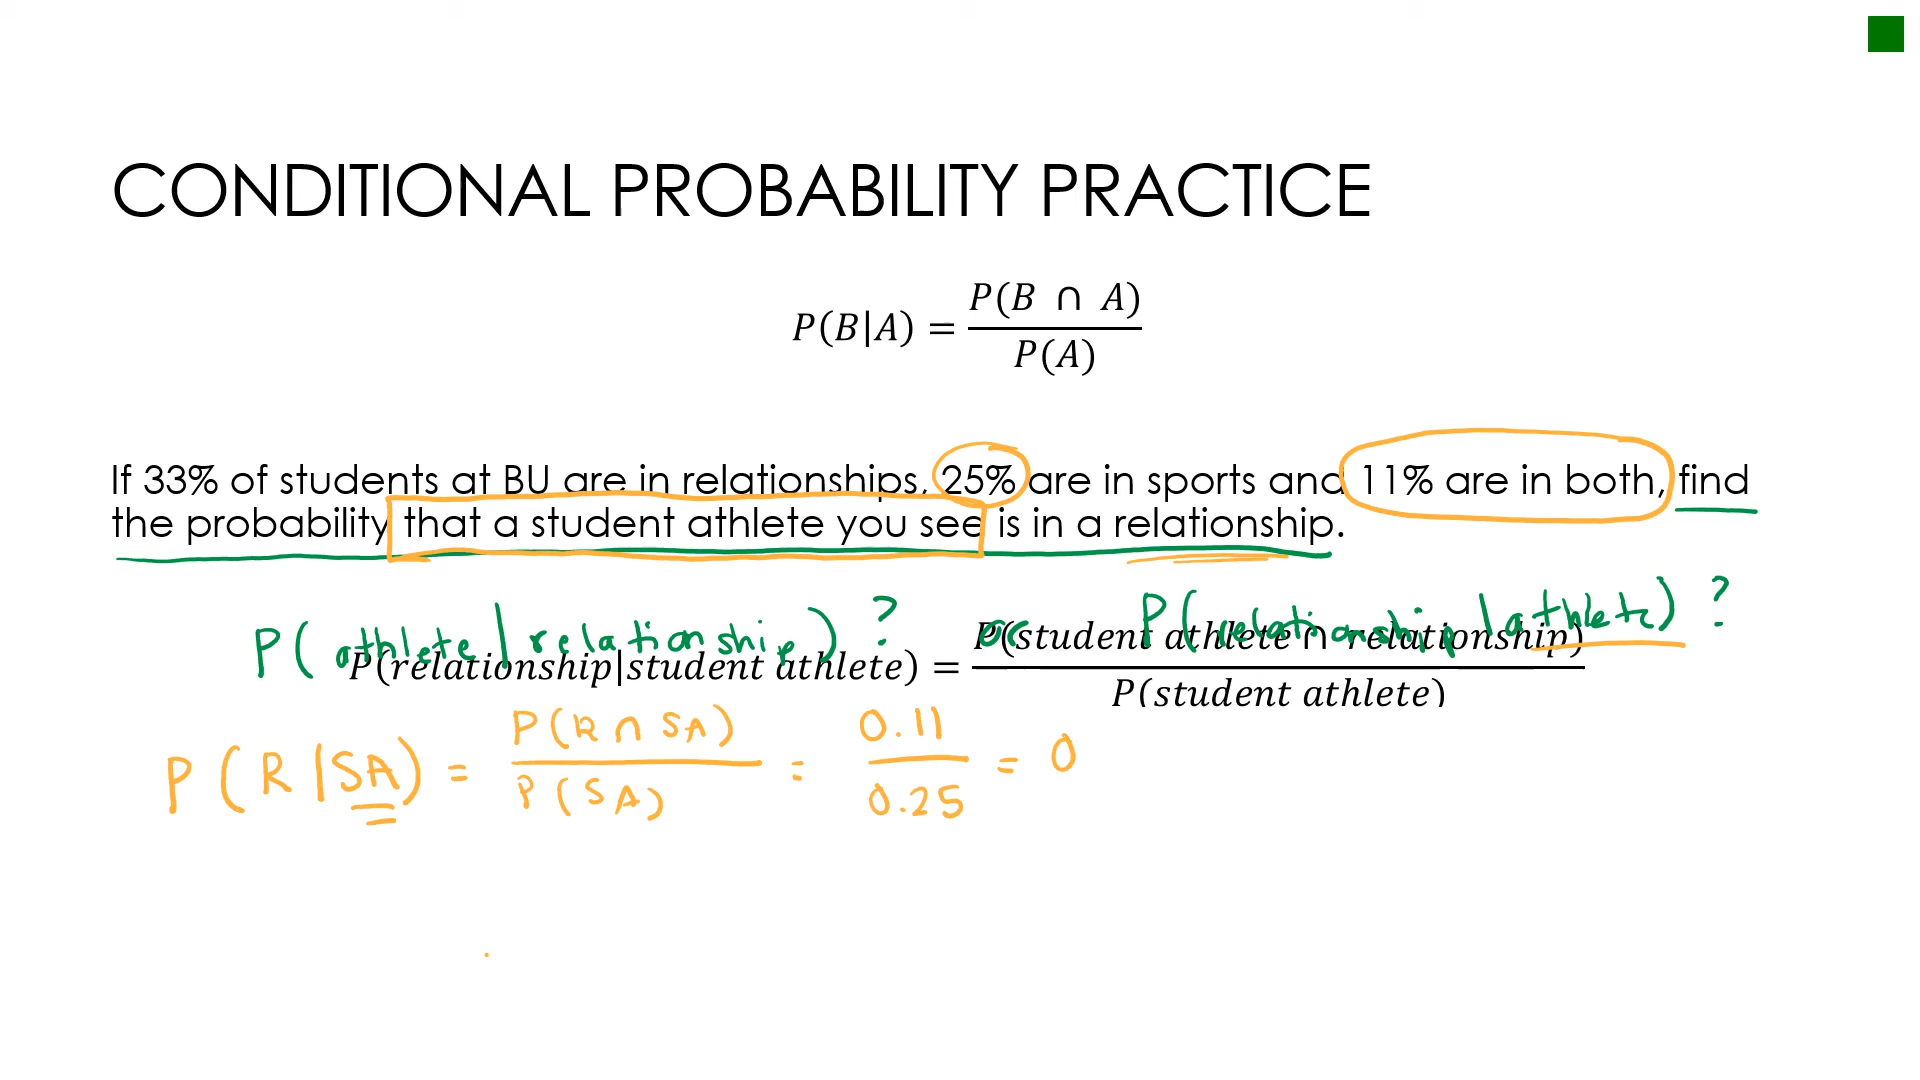 CONDITIONAL PROBABILITY PRACTICE
P(B|A) = P(B ∩ A) / P(A)
If 33% of students at BU are in relationships, 25% are in sports and 11% are in both, find
the probability that a student athlete you see is in a relationship.
P(athlete | relationship)? or P(relationship | athlete)?
P(relationship|student athlete) = P(student athlete ∩ relationship) / P(student athlete)
P(R|SA) = P(R ∩ SA) / P(SA) = 0.11 / 0.25 = 0